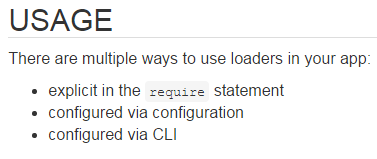 USAGE
There are multiple ways to use loaders in your app:
• explicit in the require statement
• configured via configuration
• configured via CLI